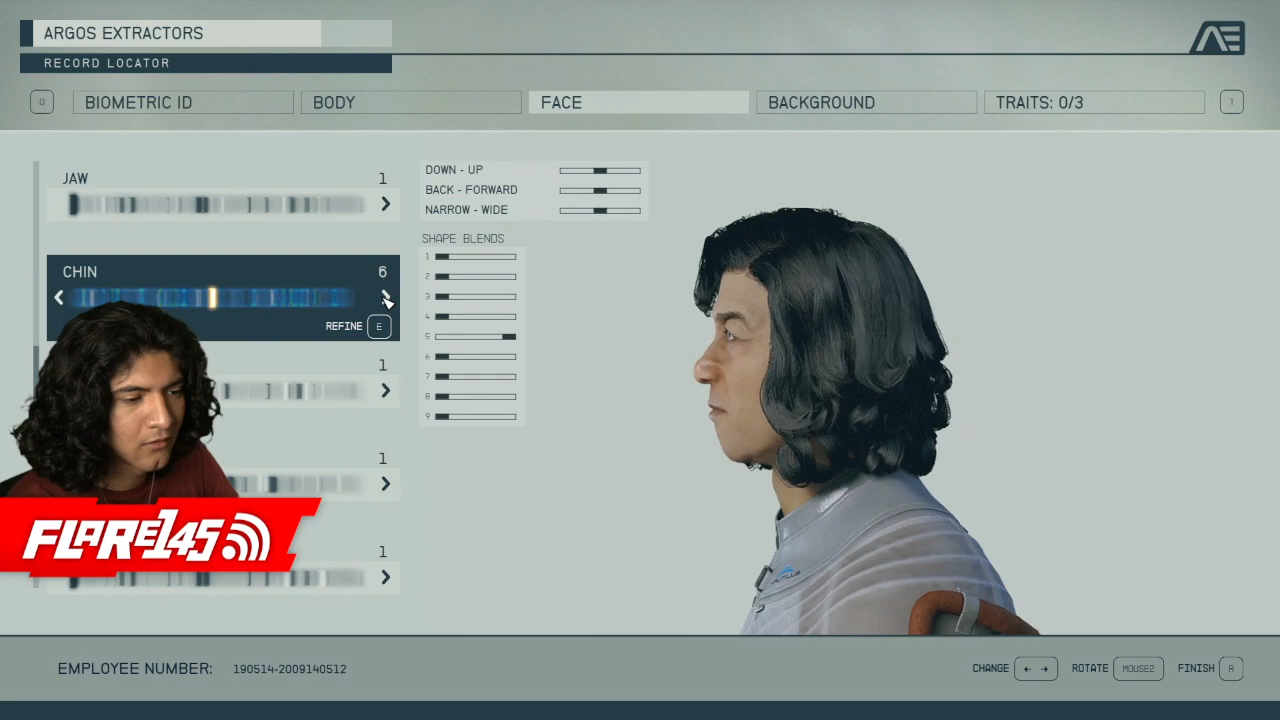 ARGOS EXTRACTORS
RECORD LOCATOR
Q
BIOMETRIC ID
BODY
FACE
BACKGROUND
TRAITS: 0/3
T
JAW
1
DOWN - UP
BACK - FORWARD
NARROW - WIDE
SHAPE BLENDS
1
2
3
4
5
6
7
8
9
CHIN
6
REFINE
E
1
1
1
FLARE145
NAUTILUS
EMPLOYEE NUMBER:
190514-2009140512
CHANGE
ROTATE
MOUSE2
FINISH
R